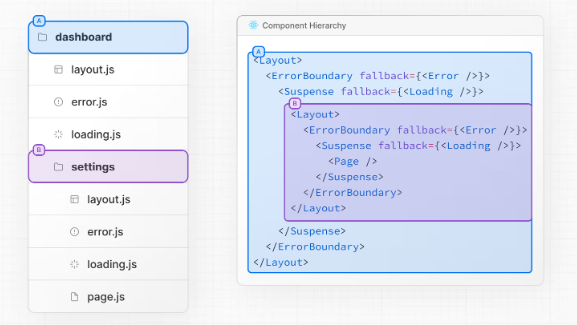 A
dashboard
layout.js
error.js
loading.js
B
settings
layout.js
error.js
loading.js
page.js
Component Hierarchy
A
<Layout>
<ErrorBoundary fallback={<Error />}>
<Suspense fallback={<Loading />}>
B
<Layout>
<ErrorBoundary fallback={<Error />}>
<Suspense fallback={<Loading />}>
<Page />
</Suspense>
</ErrorBoundary>
</Layout>
</Suspense>
</ErrorBoundary>
</Layout>